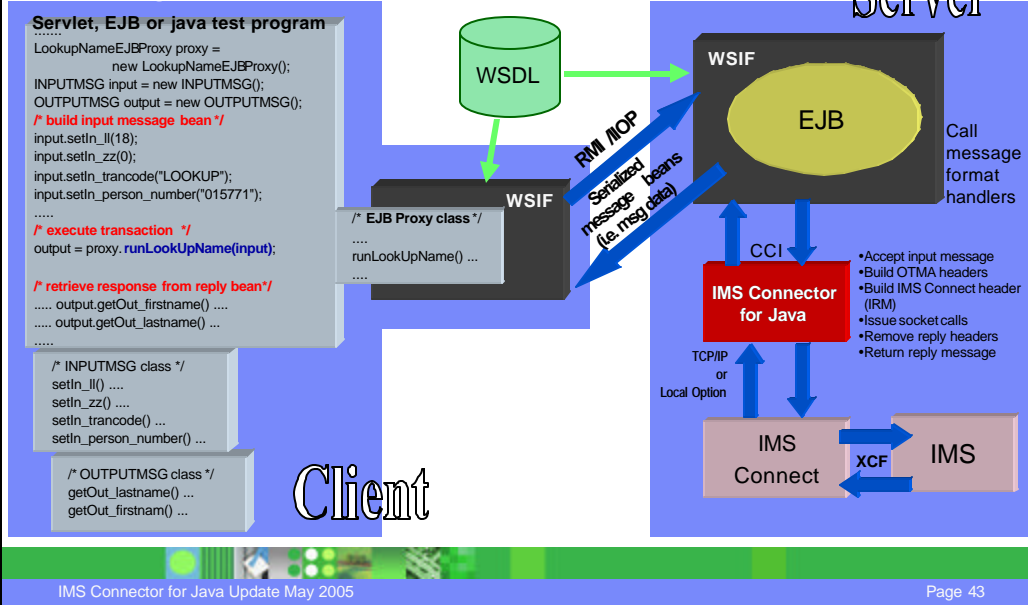 Server
Servlet, EJB or java test program
.......
LookupNameEJBProxy proxy =
new LookupNameEJBProxy();
INPUTMSG input = new INPUTMSG();
OUTPUTMSG output = new OUTPUTMSG();
/* build input message bean */
input.setIn_ll(18);
input.setIn_zz(0);
input.setIn_trancode("LOOKUP");
input.setIn_person_number("015771");
.....
/* execute transaction */
output = proxy. runLookUpName(input);
/* retrieve response from reply bean*/
..... output.getOut_firstname() ....
..... output.getOut_lastname() ...
.....
/* INPUTMSG class */
setIn_ll() ....
setIn_zz() ....
setIn_trancode() ...
setIn_person_number() ...
/* OUTPUTMSG class */
getOut_lastname() ...
getOut_firstnam() ...
Client
WSDL
WSIF
/* EJB Proxy class */
....
runLookUpName() ...
....
RMI /IIOP
Serialized
message beans
(i.e. msg data)
WSIF
EJB
Call
message
format
handlers
CCI
IMS Connector
for Java
•Accept input message
•Build OTMA headers
•Build IMS Connect header
(IRM)
•Issue socket calls
•Remove reply headers
•Return reply message
TCP/IP
or
Local Option
IMS
Connect
XCF
IMS
IMS Connector for Java Update May 2005
Page 43